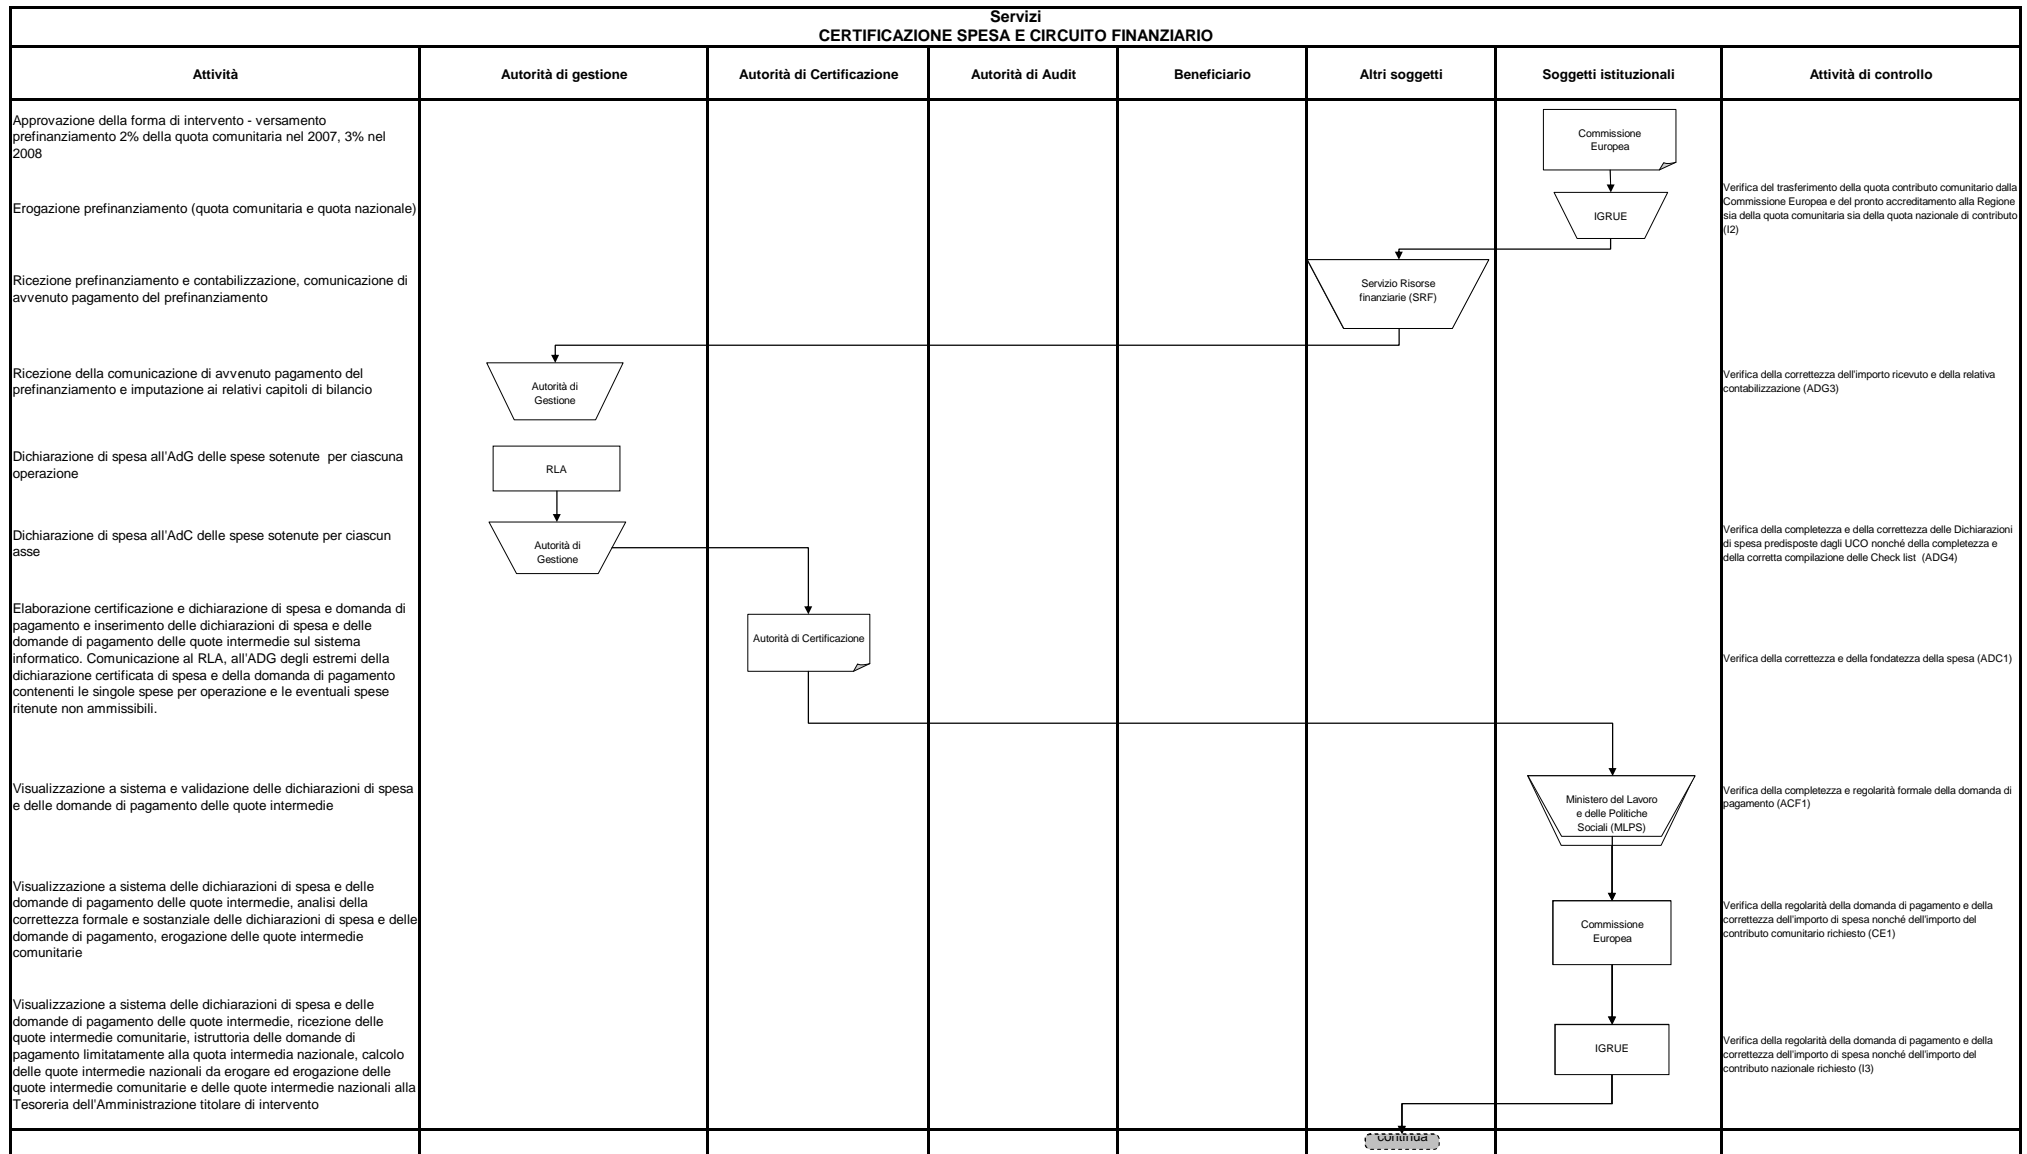 Servizi
CERTIFICAZIONE SPESA E CIRCUITO FINANZIARIO
Attività
Autorità di gestione
Autorità di Certificazione
Autorità di Audit
Beneficiario
Altri soggetti
Soggetti istituzionali
Attività di controllo
Approvazione della forma di intervento - versamento
prefinanziamento 2% della quota comunitaria nel 2007, 3% nel
2008
Commissione
Europea
Erogazione prefinanziamento (quota comunitaria e quota nazionale)
IGRUE
Verifica del trasferimento della quota contributo comunitario dalla
Commissione Europea e del pronto accreditamento alla Regione
sia della quota comunitaria sia della quota nazionale di contributo
(I2)
Ricezione prefinanziamento e contabilizzazione, comunicazione di
avvenuto pagamento del prefinanziamento
Servizio Risorse
finanziarie (SRF)
Ricezione della comunicazione di avvenuto pagamento del
prefinanziamento e imputazione ai relativi capitoli di bilancio
Autorità di
Gestione
Verifica della correttezza dell'importo ricevuto e della relativa
contabilizzazione (ADG3)
Dichiarazione di spesa all'AdG delle spese sotenute per ciascuna
operazione
RLA
Dichiarazione di spesa all'AdC delle spese sotenute per ciascun
asse
Autorità di
Gestione
Verifica della completezza e della correttezza delle Dichiarazioni
di spesa predisposte dagli UCO nonché della completezza e
della corretta compilazione delle Check list (ADG4)
Elaborazione certificazione e dichiarazione di spesa e domanda di
pagamento e inserimento delle dichiarazioni di spesa e delle
domande di pagamento delle quote intermedie sul sistema
informatico. Comunicazione al RLA, all'ADG degli estremi della
dichiarazione certificata di spesa e della domanda di pagamento
contenenti le singole spese per operazione e le eventuali spese
ritenute non ammissibili.
Autorità di Certificazione
Verifica della correttezza e della fondatezza della spesa (ADC1)
Visualizzazione a sistema e validazione delle dichiarazioni di spesa
e delle domande di pagamento delle quote intermedie
Ministero del Lavoro
e delle Politiche
Sociali (MLPS)
Verifica della completezza e regolarità formale della domanda di
pagamento (ACF1)
Visualizzazione a sistema delle dichiarazioni di spesa e delle
domande di pagamento delle quote intermedie, analisi della
correttezza formale e sostanziale delle dichiarazioni di spesa e delle
domande di pagamento, erogazione delle quote intermedie
comunitarie
Commissione
Europea
Verifica della regolarità della domanda di pagamento e della
correttezza dell'importo di spesa nonché dell'importo del
contributo comunitario richiesto (CE1)
Visualizzazione a sistema delle dichiarazioni di spesa e delle
domande di pagamento delle quote intermedie, ricezione delle
quote intermedie comunitarie, istruttoria delle domande di
pagamento limitatamente alla quota intermedia nazionale, calcolo
delle quote intermedie nazionali da erogare ed erogazione delle
quote intermedie comunitarie e delle quote intermedie nazionali alla
Tesoreria dell'Amministrazione titolare di intervento
IGRUE
Verifica della regolarità della domanda di pagamento e della
correttezza dell'importo di spesa nonché dell'importo del
contributo nazionale richiesto (I3)
continua